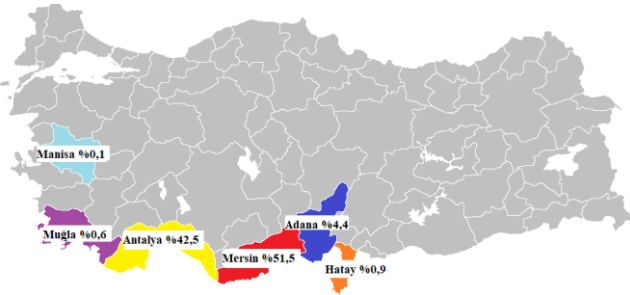 Manisa %0,1
Muğla %0,6
Antalya %42,5
Adana %4,4
Mersin %51,5
Hatay %0,9